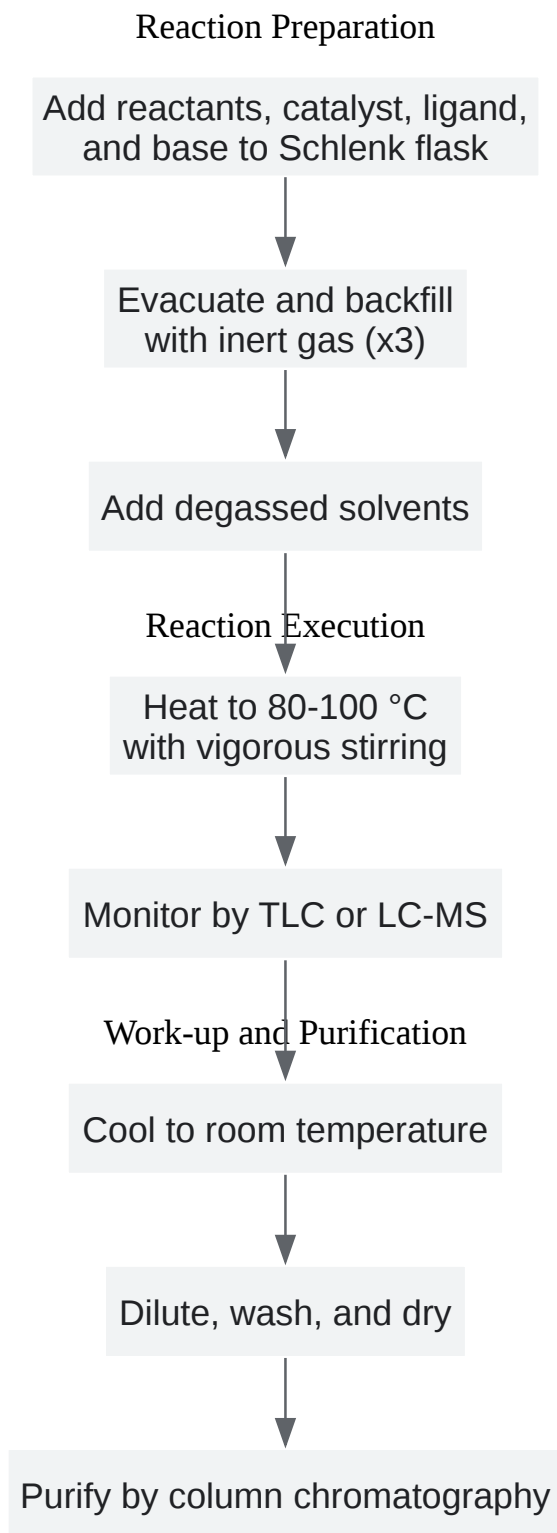 Reaction Preparation
Add reactants, catalyst, ligand,
and base to Schlenk flask
Evacuate and backfill
with inert gas (x3)
Add degassed solvents
Reaction Execution
Heat to 80-100 °C
with vigorous stirring
Monitor by TLC or LC-MS
Work-up and Purification
Cool to room temperature
Dilute, wash, and dry
Purify by column chromatography